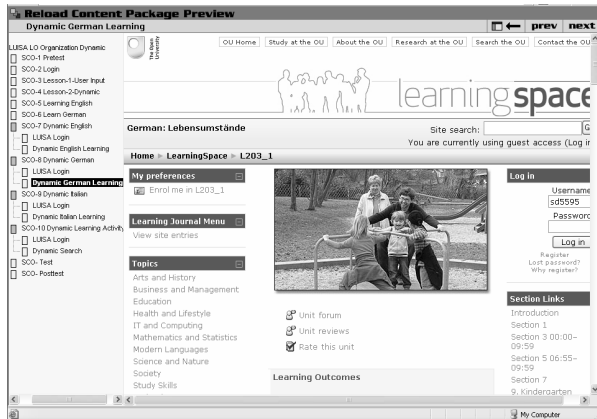 Reload Content Package Preview
Dynamic German Learning
prev next
LUISA LO Organization Dynamic
SCO-1 Pretest
SCO-2 Login
SCO-3 Lesson-1-User Input
SCO-4 Lesson-2-Dynamic
SCO-5 Learning English
SCO-6 Learn German
SCO-7 Dynamic English
LUISA Login
Dynamic English Learning
SCO-8 Dynamic German
LUISA Login
Dynamic German Learning
SCO-9 Dynamic Italian
LUISA Login
Dynamic Italian Learning
SCO-10 Dynamic Learning Activity
LUISA Login
Dynamic Search
SCO- Test
SCO- Posttest
The Open
University
OU Home
Study at the OU
About the OU
Research at the OU
Search the OU
Contact the OU
learningspace
German: Lebensumstände
Site search:
G
You are currently using guest access (Log in
Home ► LearningSpace ► L203_1
My preferences
Enrol me in L203_1
Learning Journal Menu
View site entries
Topics
Arts and History
Business and Management
Education
Health and Lifestyle
IT and Computing
Mathematics and Statistics
Modern Languages
Science and Nature
Society
Study Skills
Unit forum
Unit reviews
Rate this unit
Learning Outcomes
Log in
Username
sd5595
Password
Log in
Register
Lost password?
Why register?
Section Links
Introduction
Section 1
Section 3 00:00–
09:59
Section 5 06:55–
09:59
Section 7
9. Kindergarten
My Computer